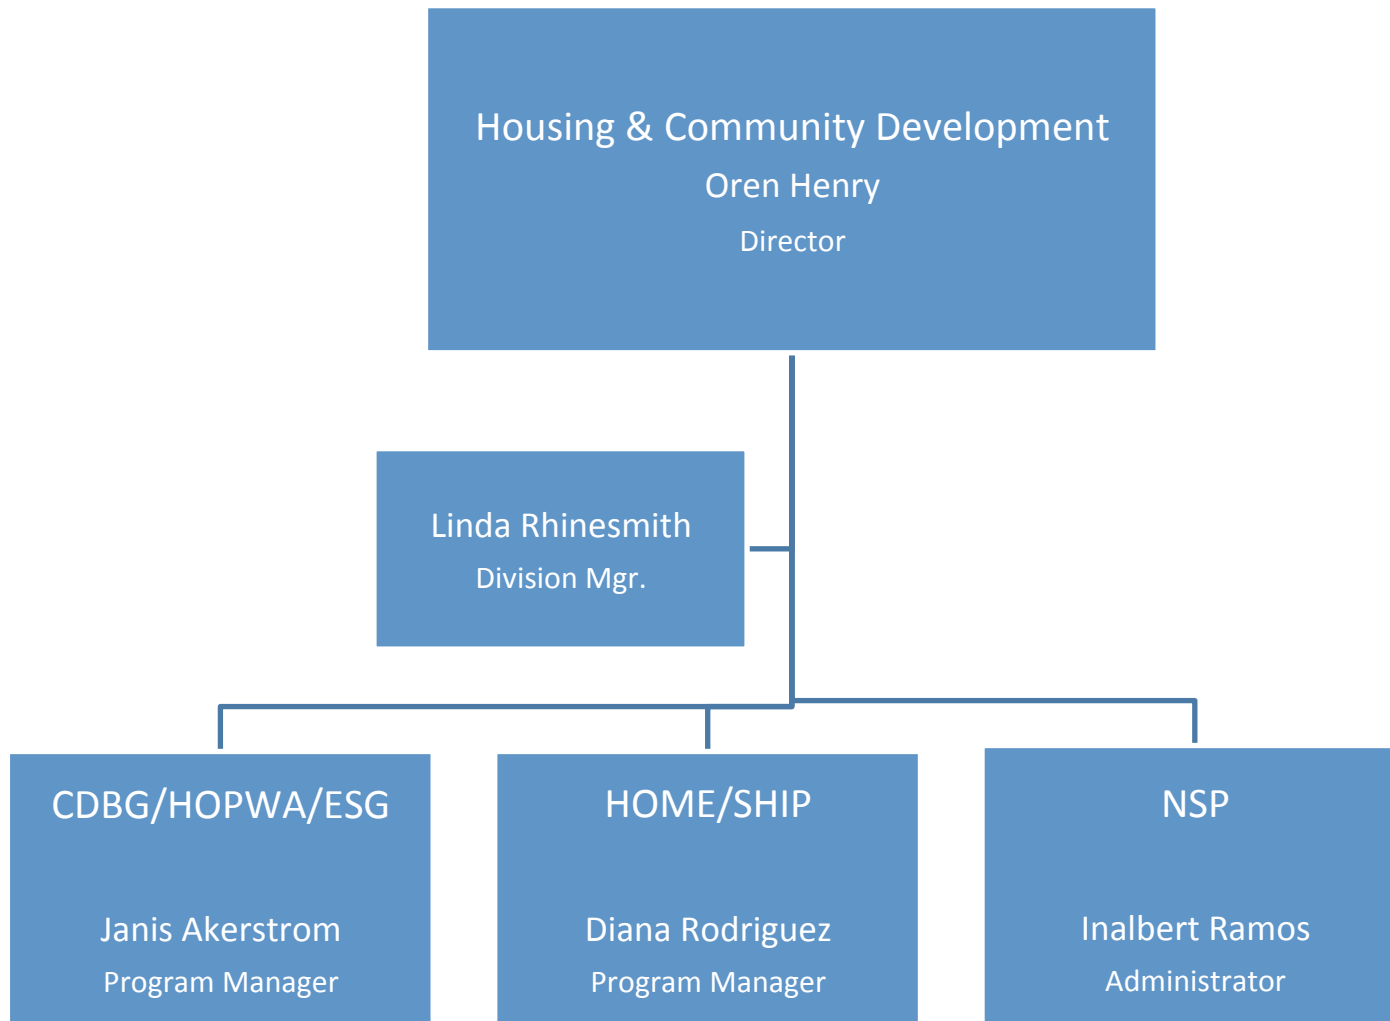 Housing & Community Development
Oren Henry
Director
Linda Rhinesmith
Division Mgr.
CDBG/HOPWA/ESG
Janis Akerstrom
Program Manager
HOME/SHIP
Diana Rodriguez
Program Manager
NSP
Inalbert Ramos
Administrator